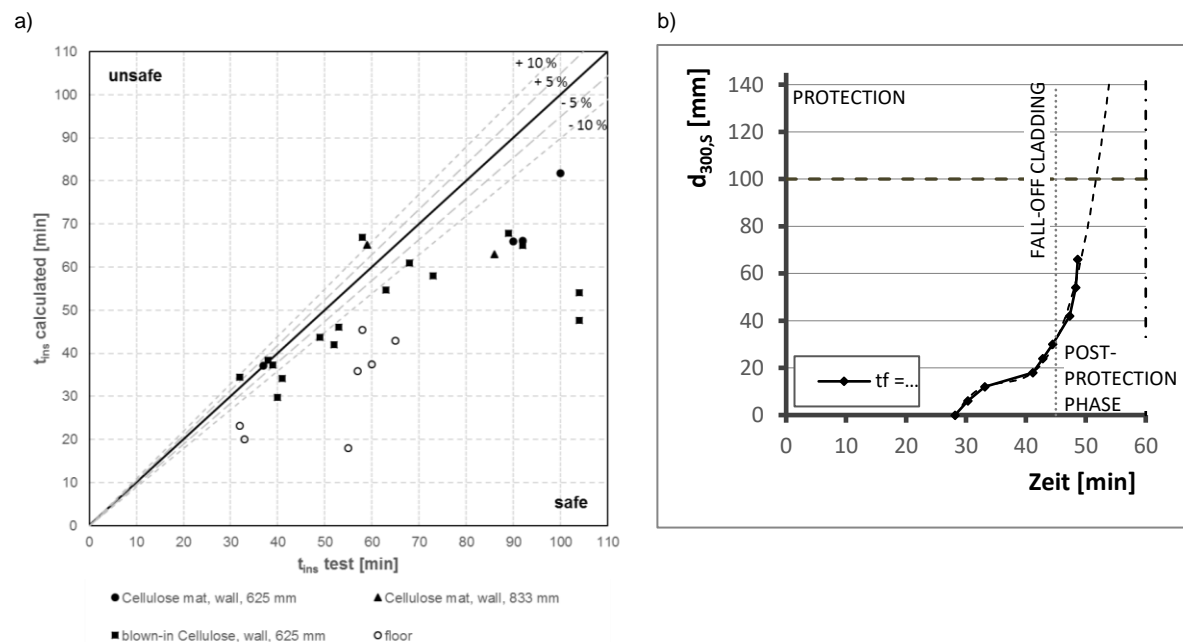 a)
110
100
90
80
70
60
50
40
30
20
10
0
t_ins calculated [min]
unsafe
+ 10 %
+ 5 %
- 5 %
- 10 %
safe
0 10 20 30 40 50 60 70 80 90 100 110
t_ins test [min]
Cellulose mat, wall, 625 mm
Cellulose mat, wall, 833 mm
blown-in Cellulose, wall, 625 mm
floor
b)
140
120
100
80
60
40
20
0
d_300,S [mm]
PROTECTION
FALL-OFF CLADDING
tf =...
POST-
PROTECTION
PHASE
0 10 20 30 40 50 60
Zeit [min]